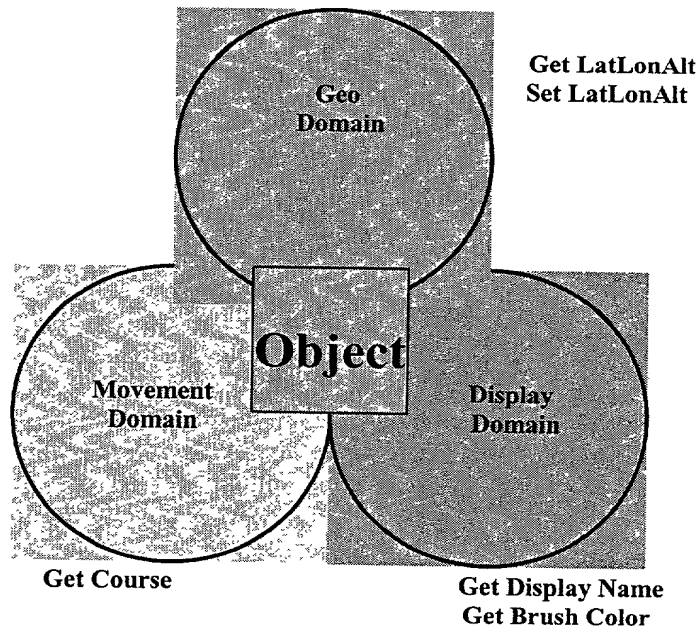 Geo
Domain
Get LatLonAlt
Set LatLonAlt
Object
Movement
Domain
Display
Domain
Get Course
Get Display Name
Get Brush Color